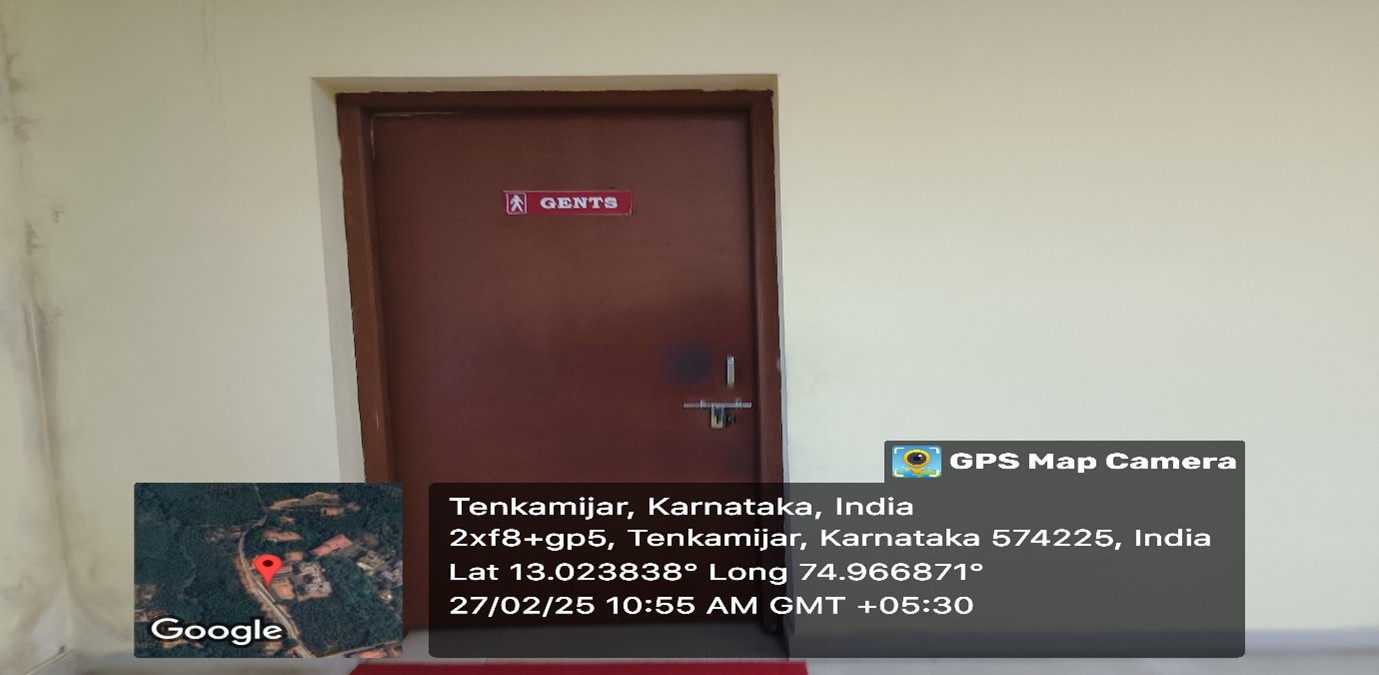 GENTS
GPS Map Camera
Tenkamijar, Karnataka, India
2xf8+gp5, Tenkamijar, Karnataka 574225, India
Lat 13.023838° Long 74.966871°
27/02/25 10:55 AM GMT +05:30
Google